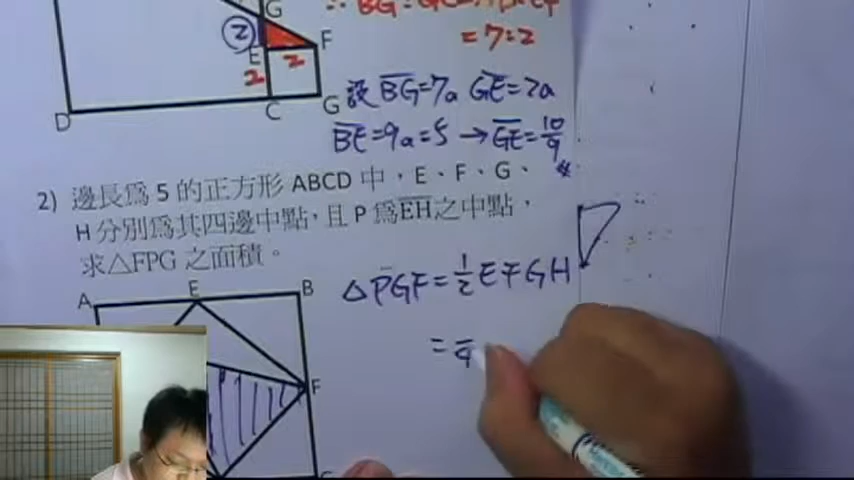 G
= 7:2
2
E
2
F
2
D
C
G
設 BG=7a GE=2a
BE=9a=5 → GE=10/9
2) 邊長為 5 的正方形 ABCD 中，E、F、G、
H 分別為其四邊中點，且 P 為EH之中點，
求△FPG 之面積。
A
E
B
F
△PGF=1/2 EFGH
=